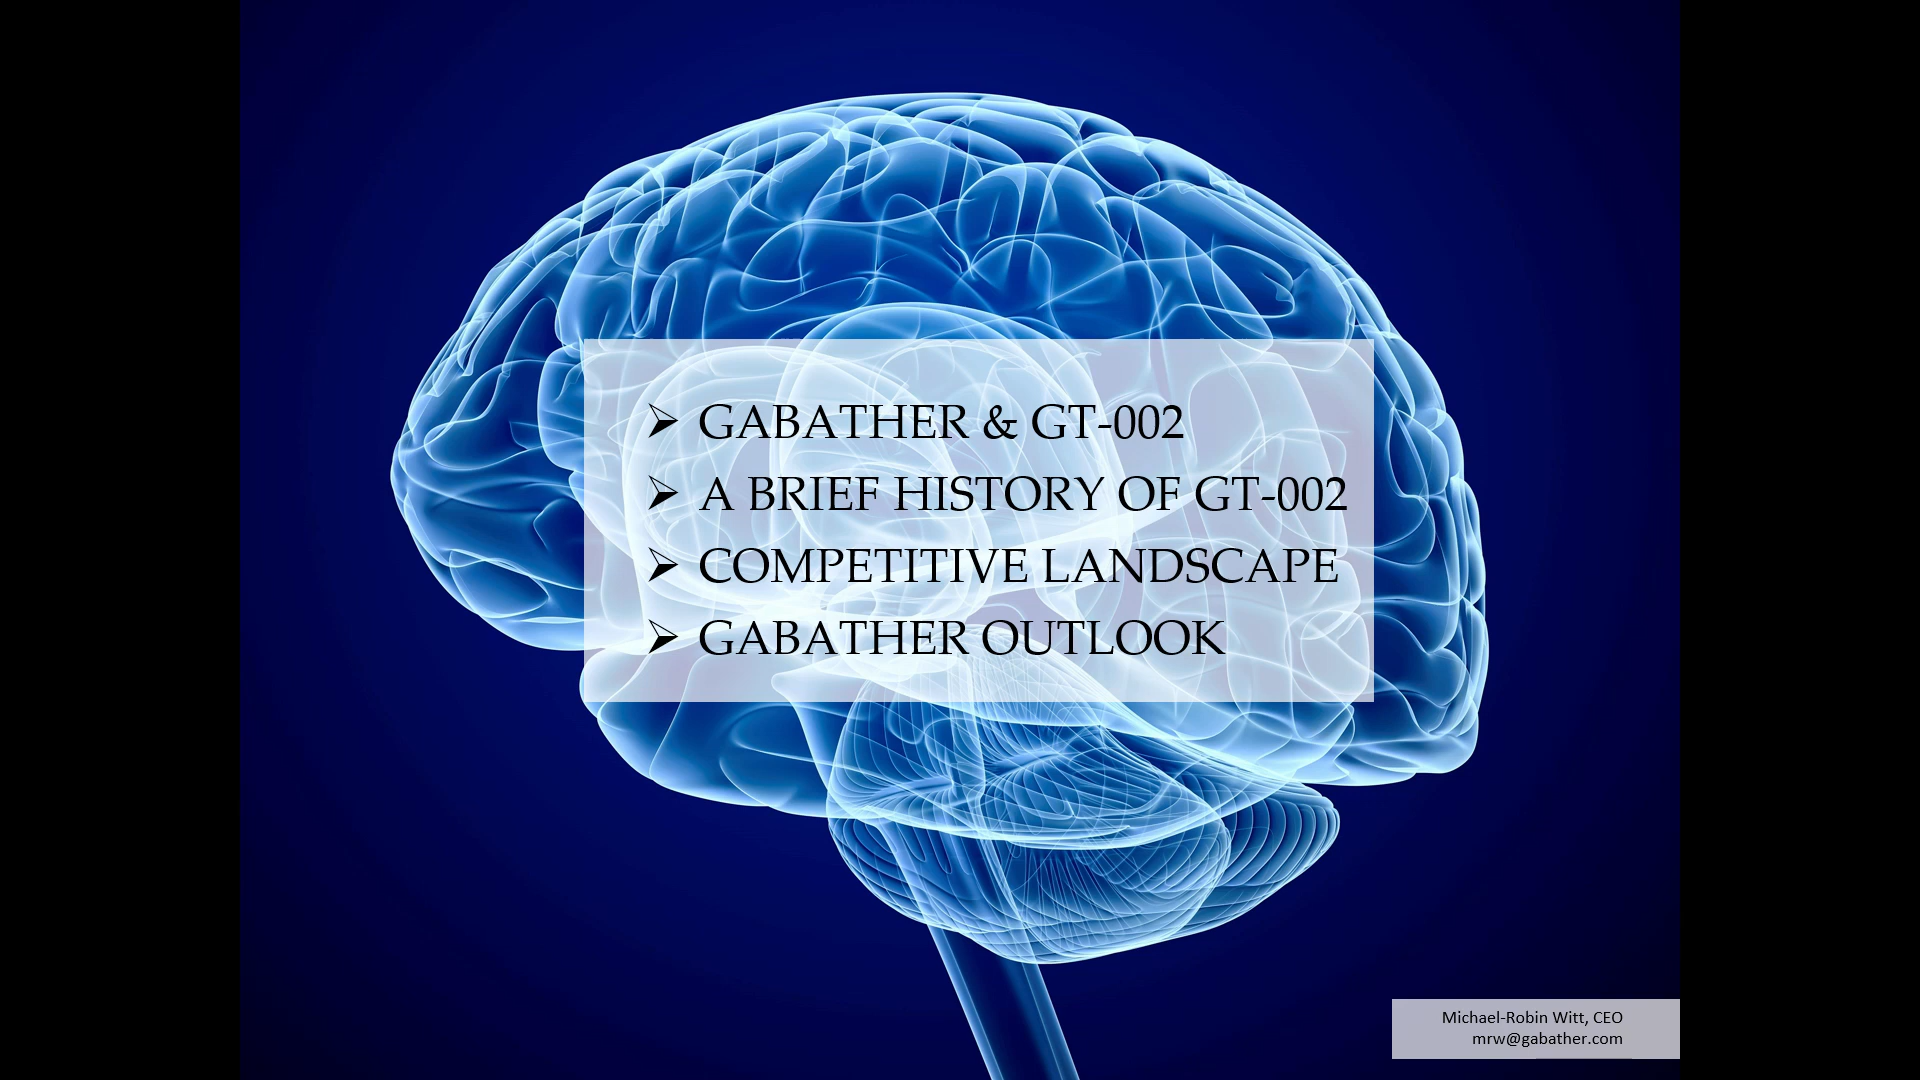 ➢ GABATHER & GT-002
➢ A BRIEF HISTORY OF GT-002
➢ COMPETITIVE LANDSCAPE
➢ GABATHER OUTLOOK
Michael-Robin Witt, CEO
mrw@gabather.com